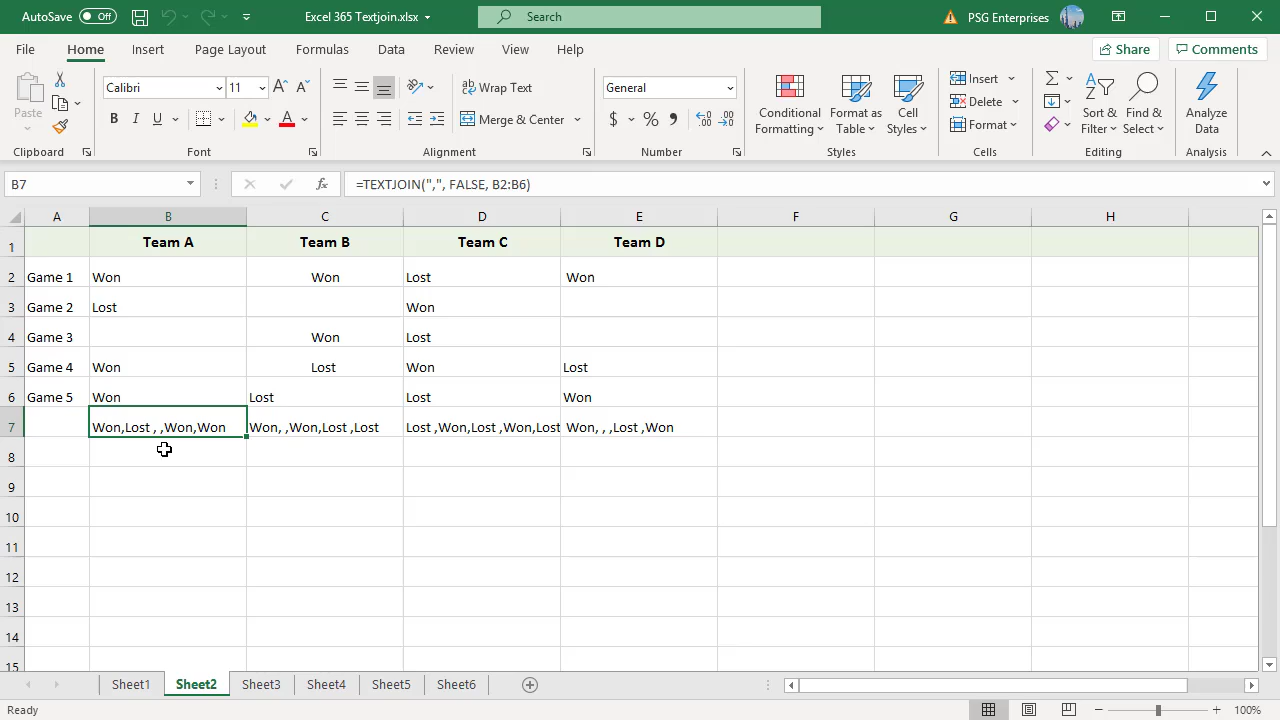 AutoSave Off Excel 365 Textjoin.xlsx Search PSG Enterprises
File Home Insert Page Layout Formulas Data Review View Help Share Comments
Paste
Clipboard
Calibri 11
B I U A
Font
Wrap Text
Merge & Center
Alignment
General
$ % 9
Number
Conditional Formatting
Format as Table
Cell Styles
Styles
Insert
Delete
Format
Cells
Sort & Filter
Find & Select
Editing
Analyze Data
Analysis
B7 fx =TEXTJOIN(",", FALSE, B2:B6)
A B C D E F G H
1 Team A Team B Team C Team D
2 Game 1 Won Won Lost Won
3 Game 2 Lost Won
4 Game 3 Won Lost
5 Game 4 Won Lost Won Lost
6 Game 5 Won Lost Lost Won
7 Won,Lost , ,Won,Won Won, ,Won,Lost ,Lost Lost ,Won,Lost ,Won,Lost Won, , ,Lost ,Won
8
9
10
11
12
13
14
15
Sheet1 Sheet2 Sheet3 Sheet4 Sheet5 Sheet6
Ready 100%